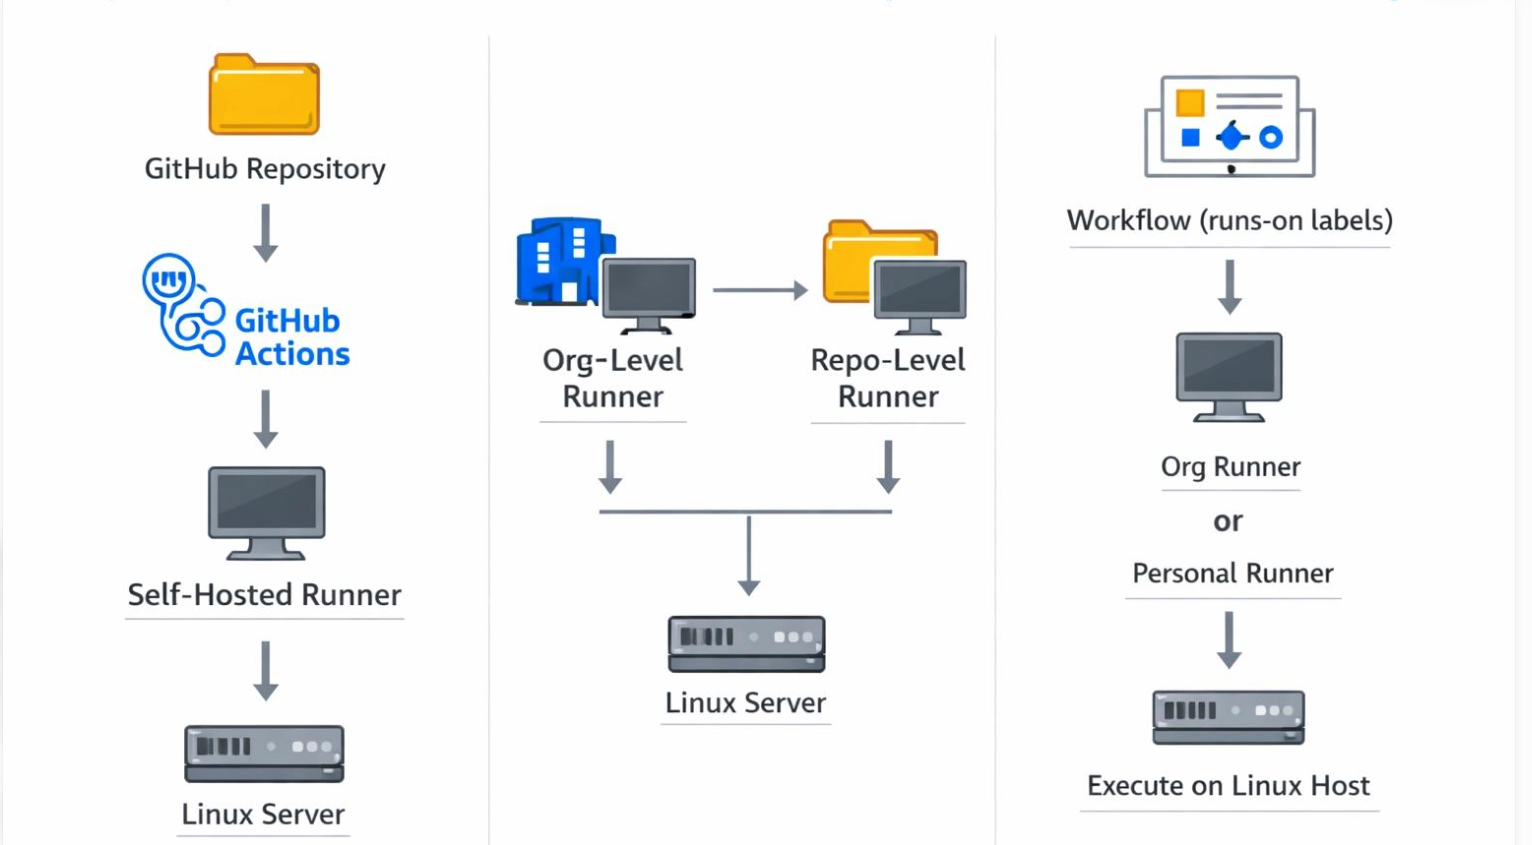 GitHub Repository
GitHub
Actions
Self-Hosted Runner
Linux Server
Org-Level
Runner
Repo-Level
Runner
Linux Server
Workflow (runs-on labels)
Org Runner
or
Personal Runner
Execute on Linux Host